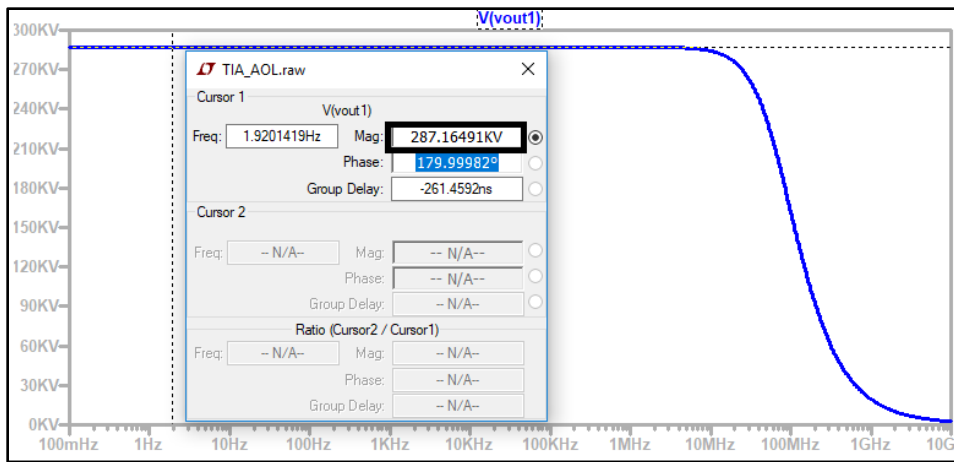 V(vout1)
300KV
270KV
240KV
210KV
180KV
150KV
120KV
90KV
60KV
30KV
0KV
TIA_AOL.raw
Cursor 1
V(vout1)
Freq: 1.9201419Hz Mag: 287.16491KV
Phase: 179.99982°
Group Delay: -261.4592ns
Cursor 2
Freq: -- N/A-- Mag: -- N/A--
Phase: -- N/A--
Group Delay: -- N/A--
Ratio (Cursor2 / Cursor1)
Freq: -- N/A-- Mag: -- N/A--
Phase: -- N/A--
Group Delay: -- N/A--
100mHz 1Hz 10Hz 100Hz 1KHz 10KHz 100KHz 1MHz 10MHz 100MHz 1GHz 10G